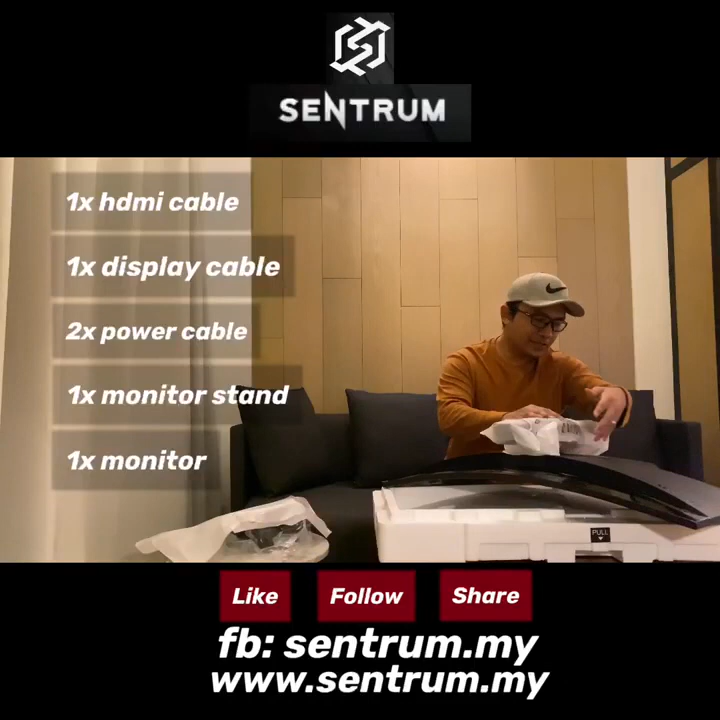 SENTRUM
1x hdmi cable
1x display cable
2x power cable
1x monitor stand
1x monitor
PULL
Like
Follow
Share
fb: sentrum.my
www.sentrum.my